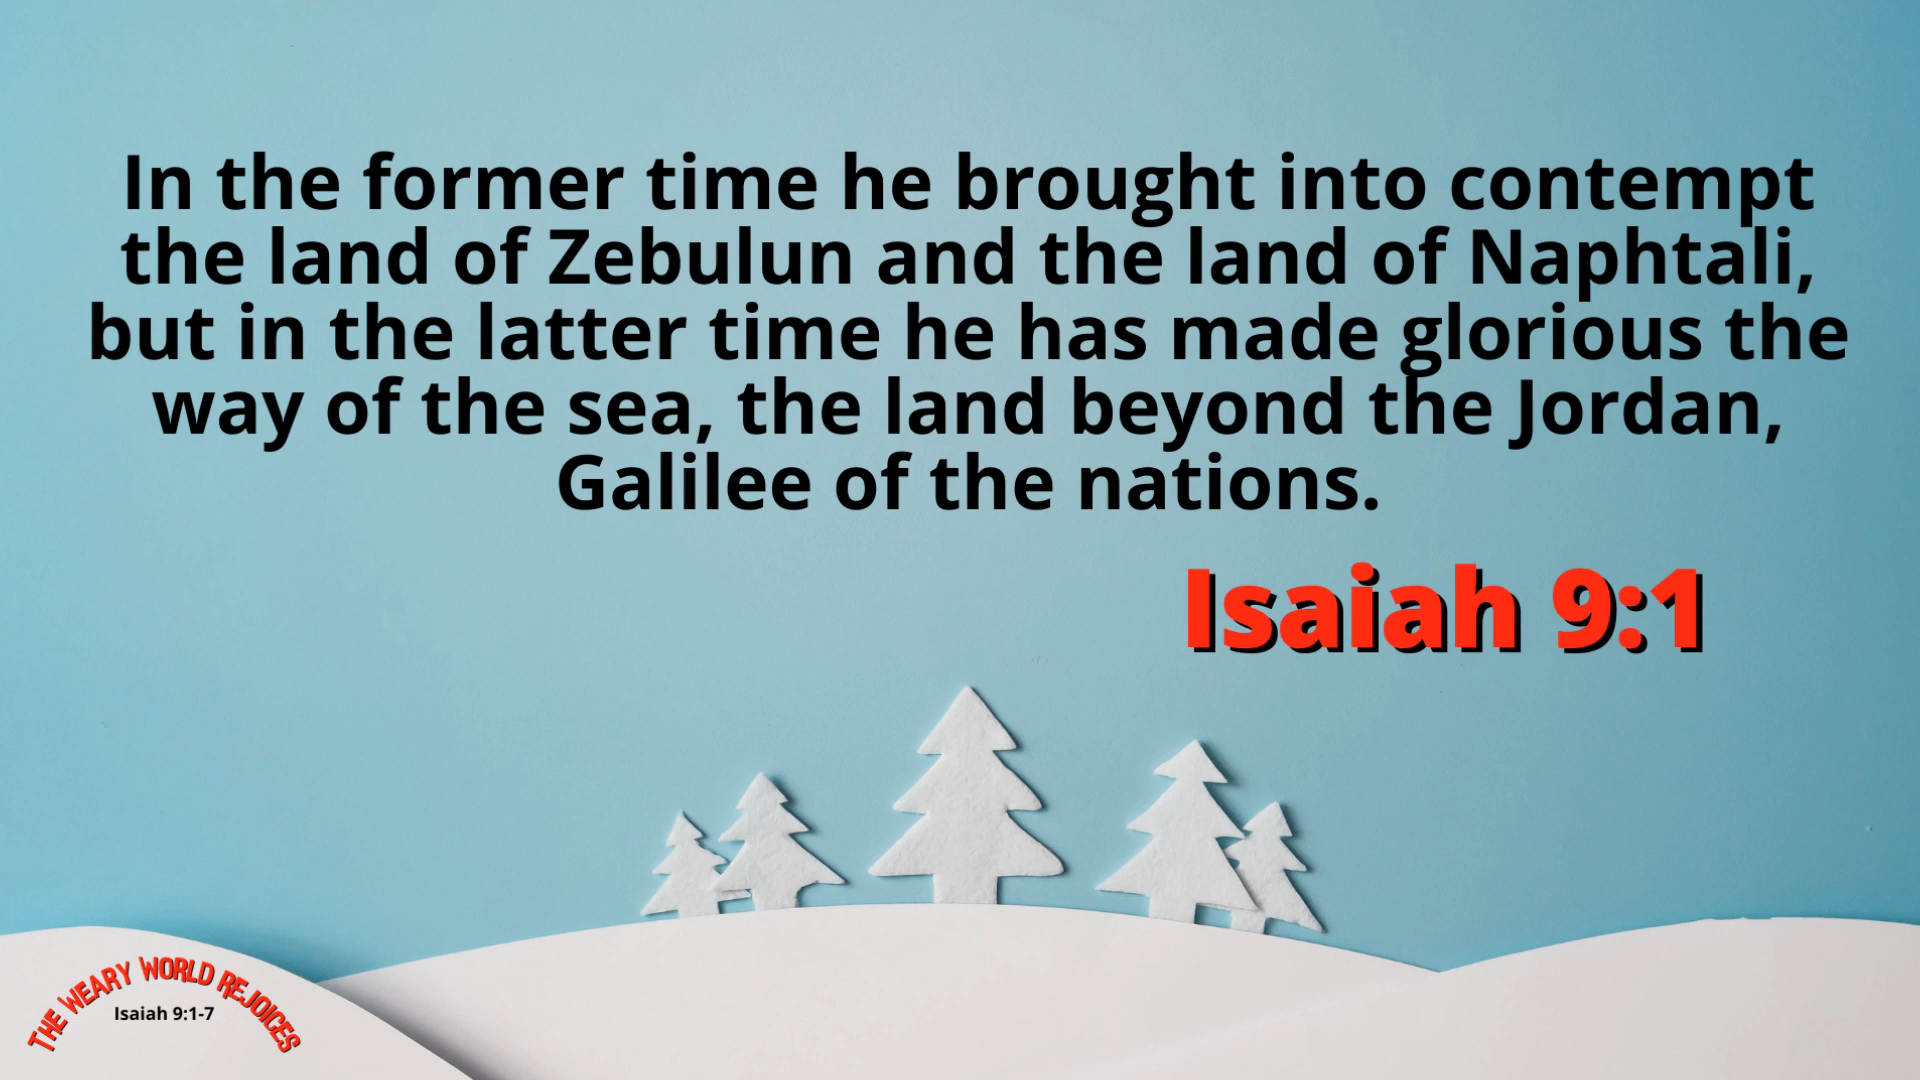 In the former time he brought into contempt
the land of Zebulun and the land of Naphtali,
but in the latter time he has made glorious the
way of the sea, the land beyond the Jordan,
Galilee of the nations.
Isaiah 9:1
THE WEARY WORLD REJOICES
Isaiah 9:1-7